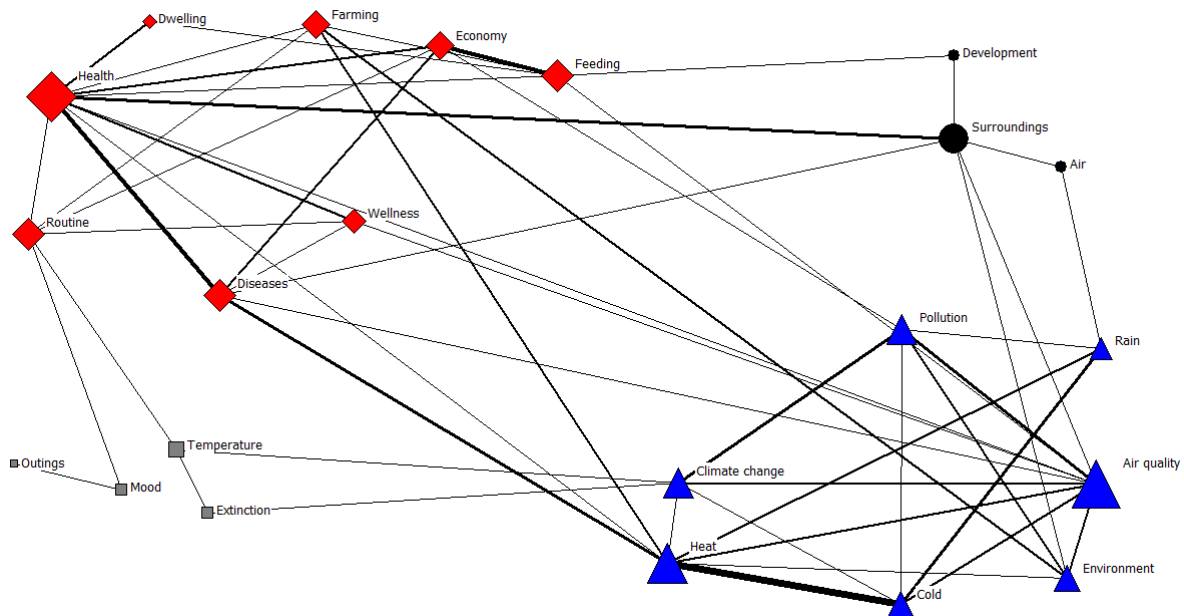 Dwelling
Farming
Economy
Feeding
Development
Health
Surroundings
Air
Routine
Wellness
Diseases
Pollution
Rain
Temperature
Outings
Mood
Extinction
Climate change
Air quality
Heat
Environment
Cold